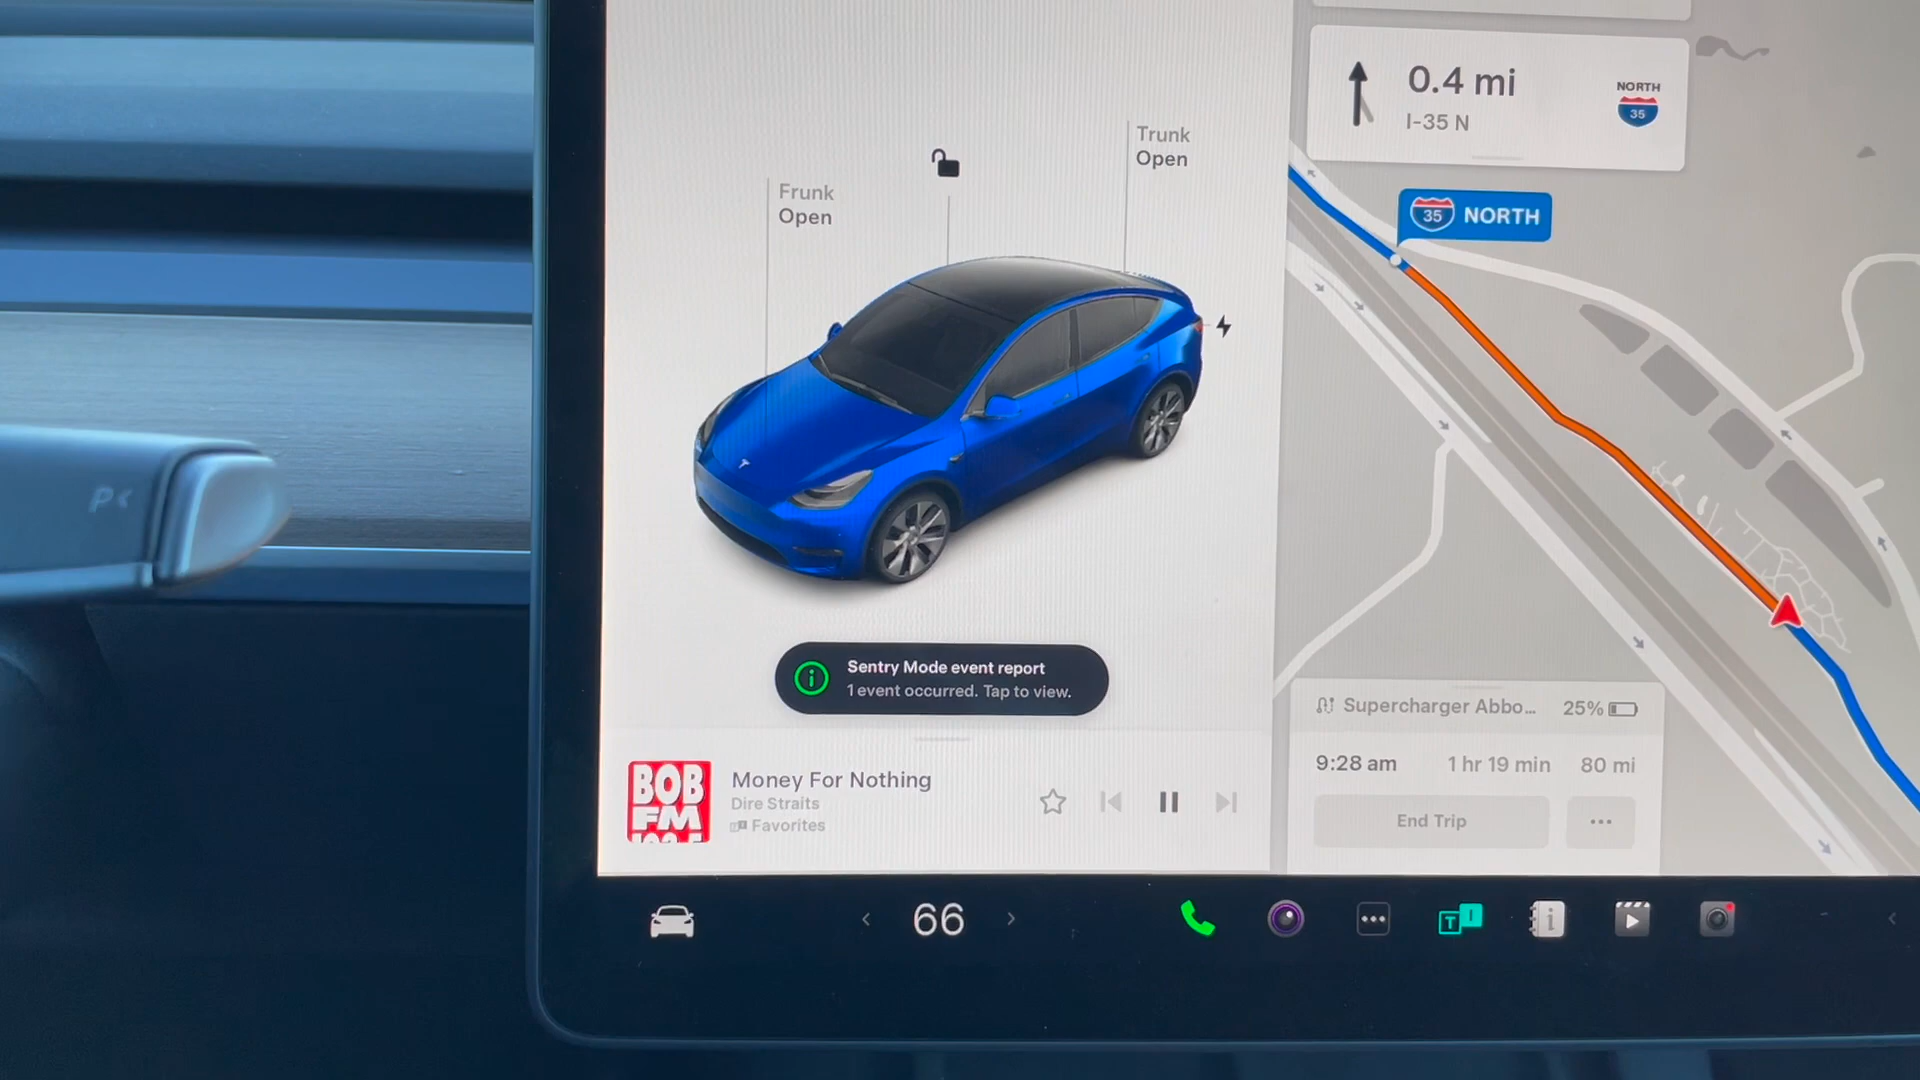 0.4 mi
I-35 N
NORTH
35
35 NORTH
Trunk
Open
Frunk
Open
Sentry Mode event report
1 event occurred. Tap to view.
BOB
FM
Money For Nothing
Dire Straits
Favorites
Supercharger Abbo... 25%
9:28 am 1 hr 19 min 80 mi
End Trip
66
T
P